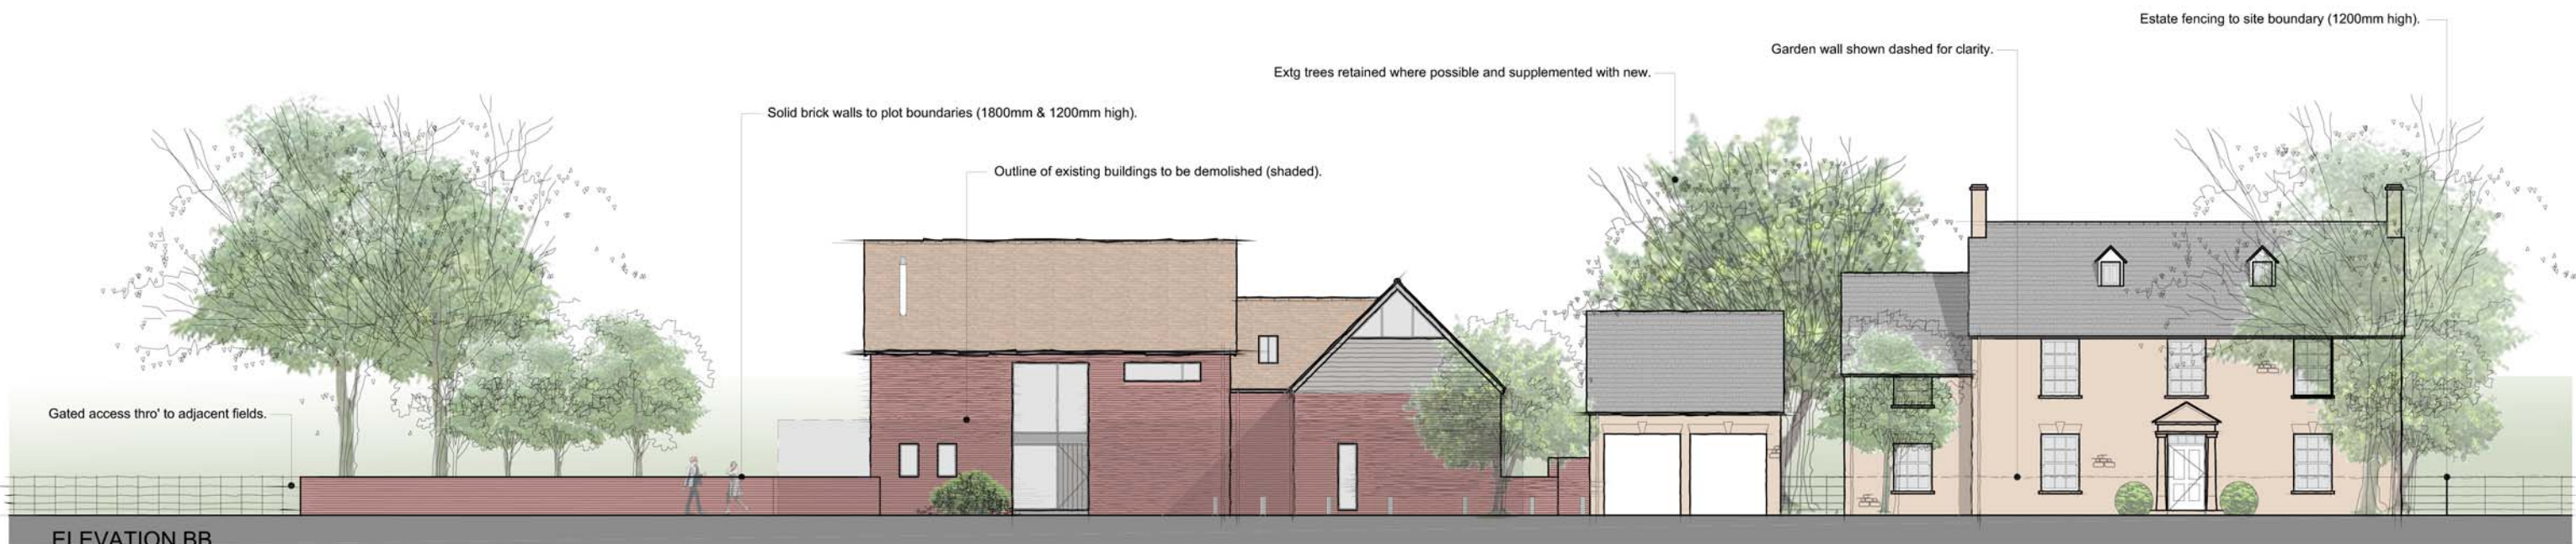 Estate fencing to site boundary (1200mm high).
Garden wall shown dashed for clarity.
Extg trees retained where possible and supplemented with new.
Solid brick walls to plot boundaries (1800mm & 1200mm high).
Outline of existing buildings to be demolished (shaded).
Gated access thro' to adjacent fields.
ELEVATION BB